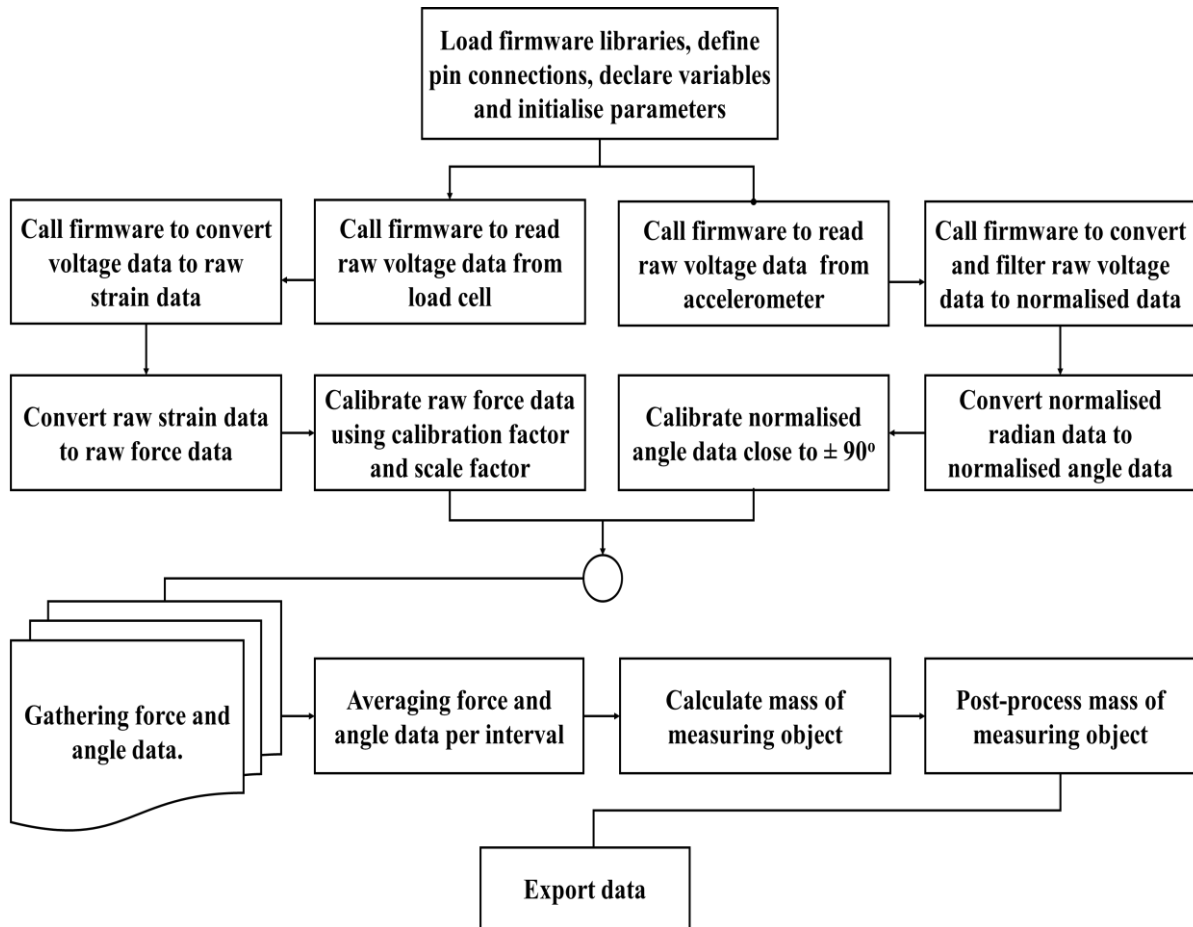 Load firmware libraries, define
pin connections, declare variables
and initialise parameters
Call firmware to convert
voltage data to raw
strain data
Call firmware to read
raw voltage data from
load cell
Call firmware to read
raw voltage data from
accelerometer
Call firmware to convert
and filter raw voltage
data to normalised data
Convert raw strain data
to raw force data
Calibrate raw force data
using calibration factor
and scale factor
Calibrate normalised
angle data close to ± 90º
Convert normalised
radian data to
normalised angle data
Gathering force and
angle data.
Averaging force and
angle data per interval
Calculate mass of
measuring object
Post-process mass of
measuring object
Export data